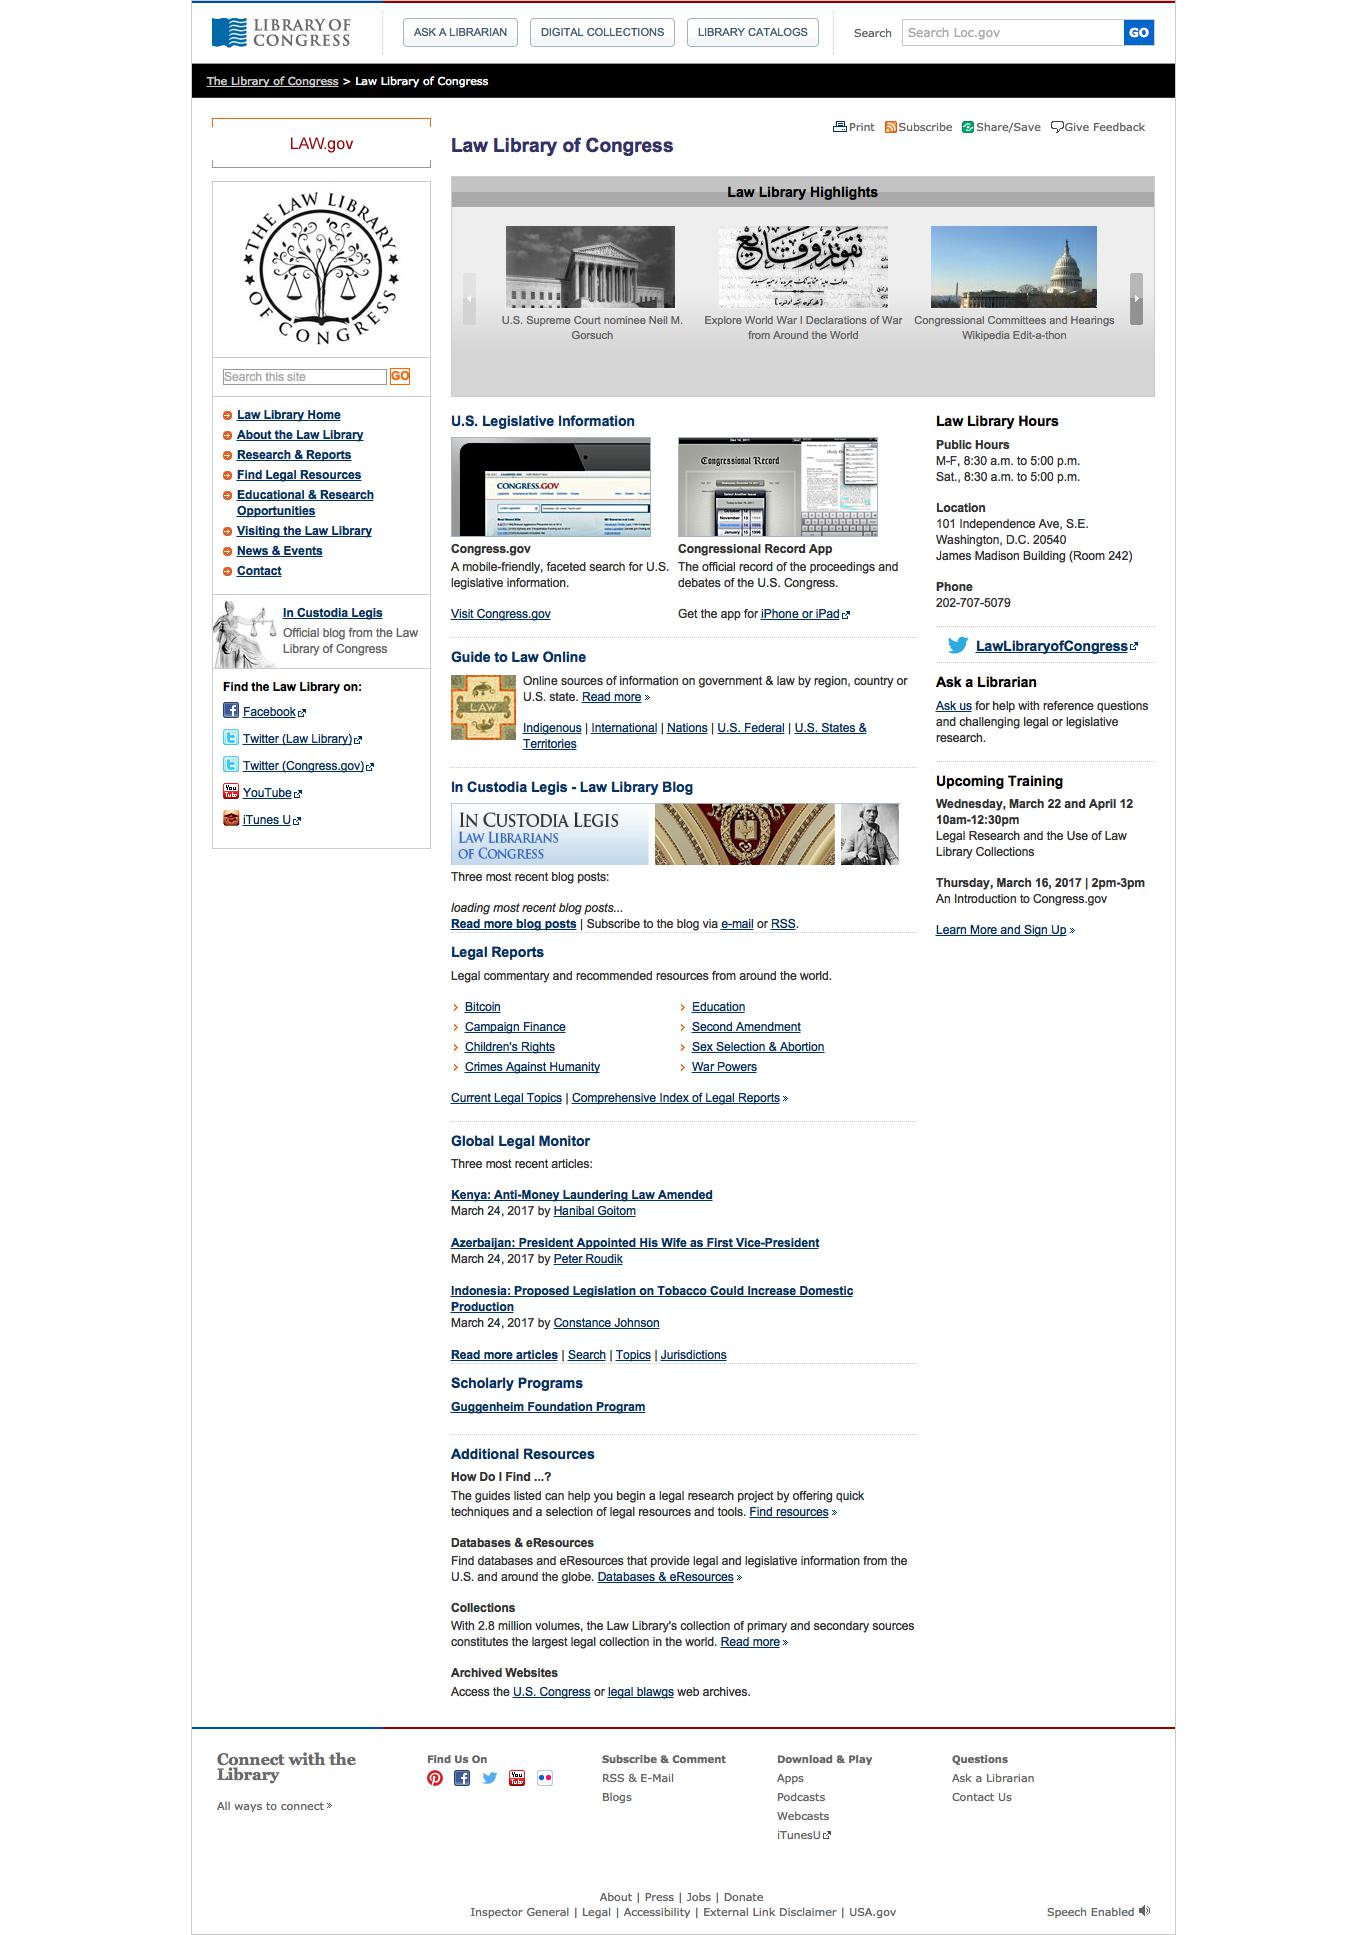 LIBRARY OF
CONGRESS
ASK A LIBRARIAN
DIGITAL COLLECTIONS
LIBRARY CATALOGS
Search
Search Loc.gov
GO
The Library of Congress > Law Library of Congress
LAW.gov
THE LAW LIBRARY
OF CONGRESS
Search this site
GO
Law Library Home
About the Law Library
Research & Reports
Find Legal Resources
Educational & Research
Opportunities
Visiting the Law Library
News & Events
Contact
In Custodia Legis
Official blog from the Law
Library of Congress
Find the Law Library on:
Facebook
Twitter (Law Library)
Twitter (Congress.gov)
YouTube
iTunes U
Print
Subscribe
Share/Save
Give Feedback
Law Library of Congress
Law Library Highlights
تقويم وقايع
U.S. Supreme Court nominee Neil M.
Gorsuch
Explore World War I Declarations of War
from Around the World
Congressional Committees and Hearings
Wikipedia Edit-a-thon
U.S. Legislative Information
CONGRESS.GOV
Congressional Record
Congress.gov
A mobile-friendly, faceted search for U.S.
legislative information.
Visit Congress.gov
Congressional Record App
The official record of the proceedings and
debates of the U.S. Congress.
Get the app for iPhone or iPad
Guide to Law Online
LAW
Online sources of information on government & law by region, country or
U.S. state. Read more »
Indigenous | International | Nations | U.S. Federal | U.S. States &
Territories
In Custodia Legis - Law Library Blog
IN CUSTODIA LEGIS
LAW LIBRARIANS
OF CONGRESS
Three most recent blog posts:
loading most recent blog posts...
Read more blog posts | Subscribe to the blog via e-mail or RSS.
Legal Reports
Legal commentary and recommended resources from around the world.
Bitcoin
Campaign Finance
Children's Rights
Crimes Against Humanity
Education
Second Amendment
Sex Selection & Abortion
War Powers
Current Legal Topics | Comprehensive Index of Legal Reports »
Global Legal Monitor
Three most recent articles:
Kenya: Anti-Money Laundering Law Amended
March 24, 2017 by Hanibal Goitom
Azerbaijan: President Appointed His Wife as First Vice-President
March 24, 2017 by Peter Roudik
Indonesia: Proposed Legislation on Tobacco Could Increase Domestic
Production
March 24, 2017 by Constance Johnson
Read more articles | Search | Topics | Jurisdictions
Scholarly Programs
Guggenheim Foundation Program
Additional Resources
How Do I Find ...?
The guides listed can help you begin a legal research project by offering quick
techniques and a selection of legal resources and tools. Find resources »
Databases & eResources
Find databases and eResources that provide legal and legislative information from the
U.S. and around the globe. Databases & eResources »
Collections
With 2.8 million volumes, the Law Library's collection of primary and secondary sources
constitutes the largest legal collection in the world. Read more »
Archived Websites
Access the U.S. Congress or legal blawgs web archives.
Law Library Hours
Public Hours
M-F, 8:30 a.m. to 5:00 p.m.
Sat., 8:30 a.m. to 5:00 p.m.
Location
101 Independence Ave, S.E.
Washington, D.C. 20540
James Madison Building (Room 242)
Phone
202-707-5079
LawLibraryofCongress
Ask a Librarian
Ask us for help with reference questions
and challenging legal or legislative
research.
Upcoming Training
Wednesday, March 22 and April 12
10am-12:30pm
Legal Research and the Use of Law
Library Collections
Thursday, March 16, 2017 | 2pm-3pm
An Introduction to Congress.gov
Learn More and Sign Up »
Connect with the
Library
All ways to connect »
Find Us On
Subscribe & Comment
RSS & E-Mail
Blogs
Download & Play
Apps
Podcasts
Webcasts
iTunesU
Questions
Ask a Librarian
Contact Us
About | Press | Jobs | Donate
Inspector General | Legal | Accessibility | External Link Disclaimer | USA.gov
Speech Enabled